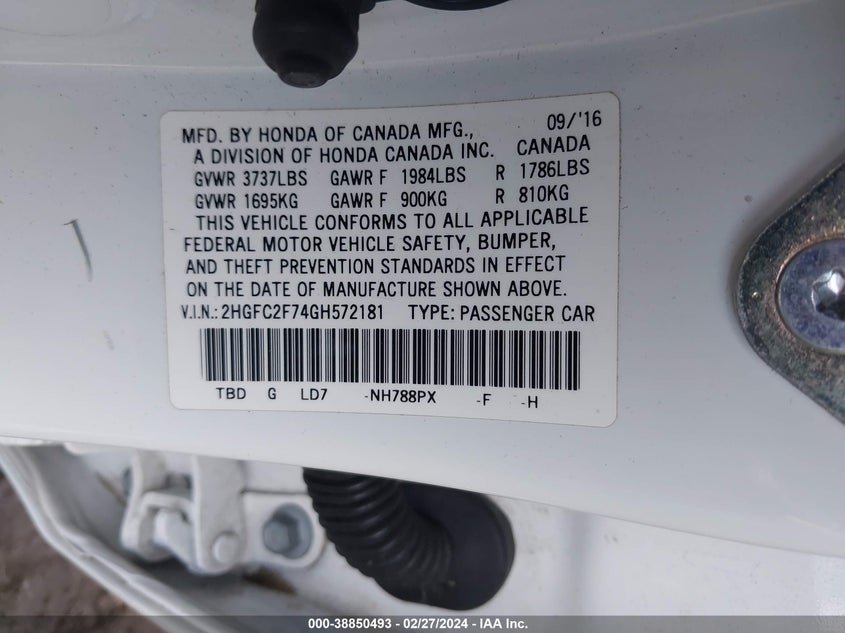 09/'16
MFD. BY HONDA OF CANADA MFG.,
A DIVISION OF HONDA CANADA INC. CANADA
GVWR 3737LBS GAWR F 1984LBS R 1786LBS
GVWR 1695KG GAWR F 900KG R 810KG
THIS VEHICLE CONFORMS TO ALL APPLICABLE
FEDERAL MOTOR VEHICLE SAFETY, BUMPER,
AND THEFT PREVENTION STANDARDS IN EFFECT
ON THE DATE OF MANUFACTURE SHOWN ABOVE.
V.I.N.: 2HGFC2F74GH572181 TYPE: PASSENGER CAR
TBD G LD7 -NH788PX -F -H
000-38850493 - 02/27/2024 - IAA Inc.